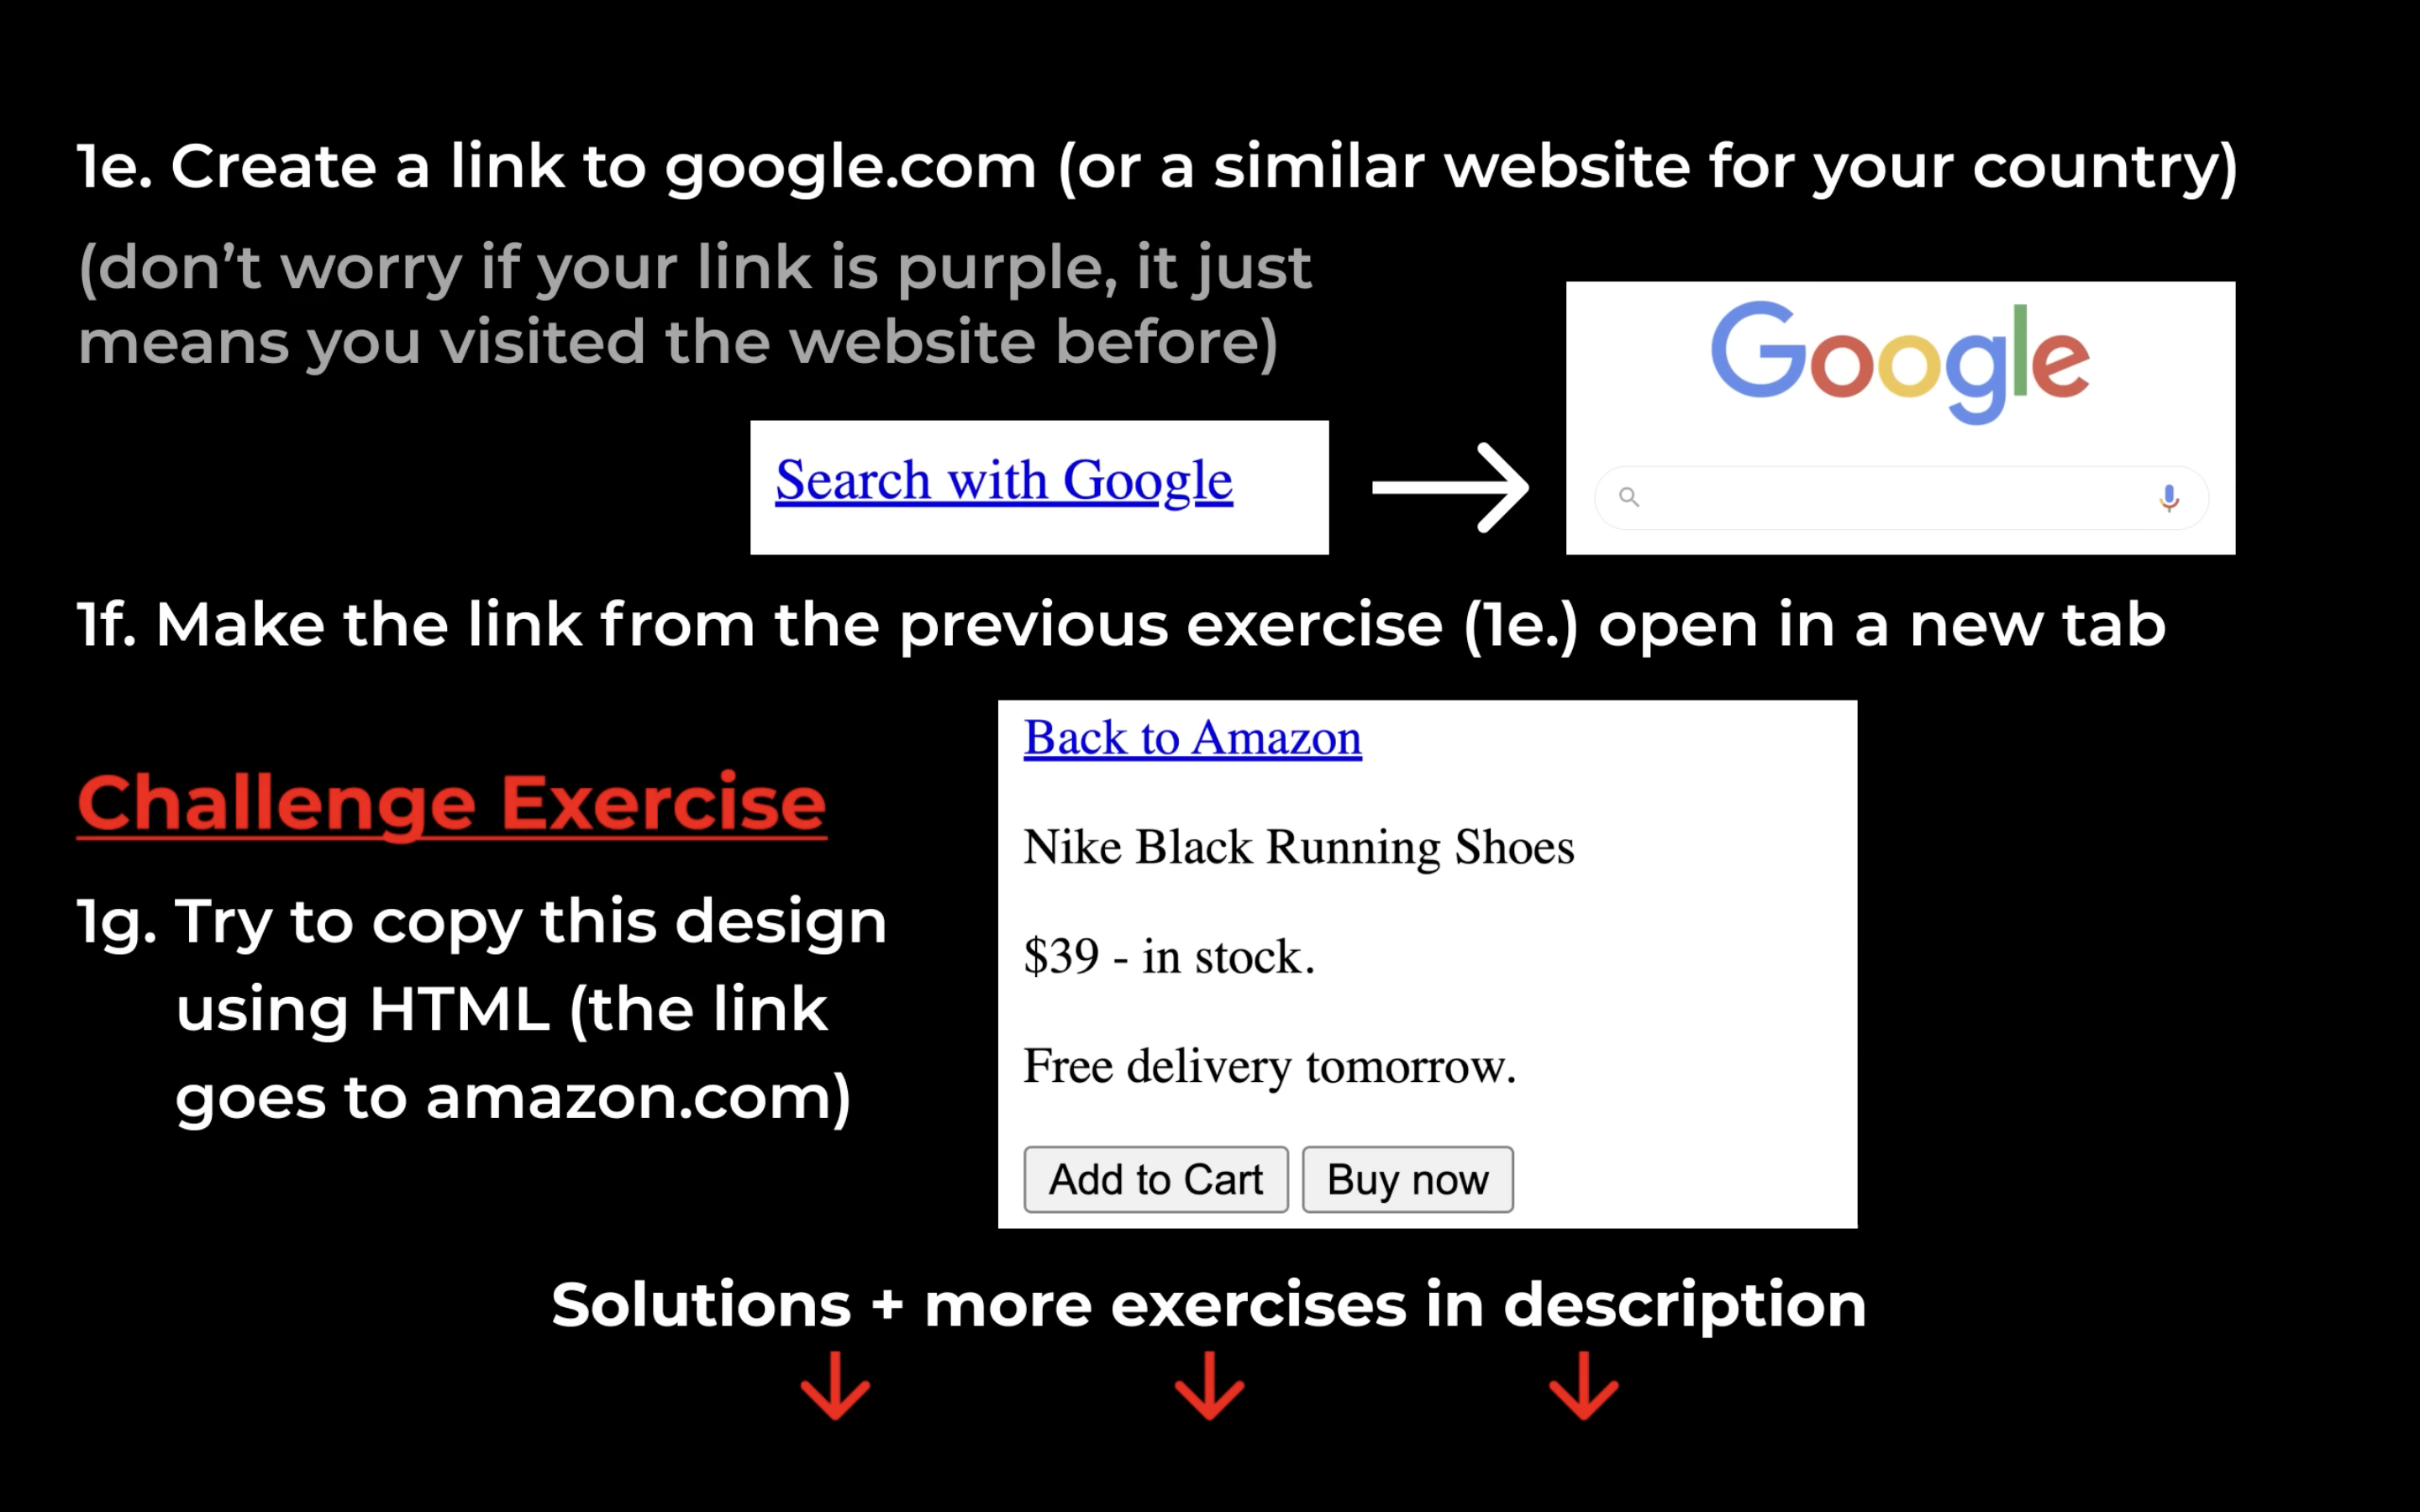 1e. Create a link to google.com (or a similar website for your country)
(don’t worry if your link is purple, it just
means you visited the website before)
Google
Search with Google
1f. Make the link from the previous exercise (1e.) open in a new tab
Back to Amazon
Nike Black Running Shoes
$39 - in stock.
Free delivery tomorrow.
Add to Cart
Buy now
Challenge Exercise
1g. Try to copy this design
using HTML (the link
goes to amazon.com)
Solutions + more exercises in description